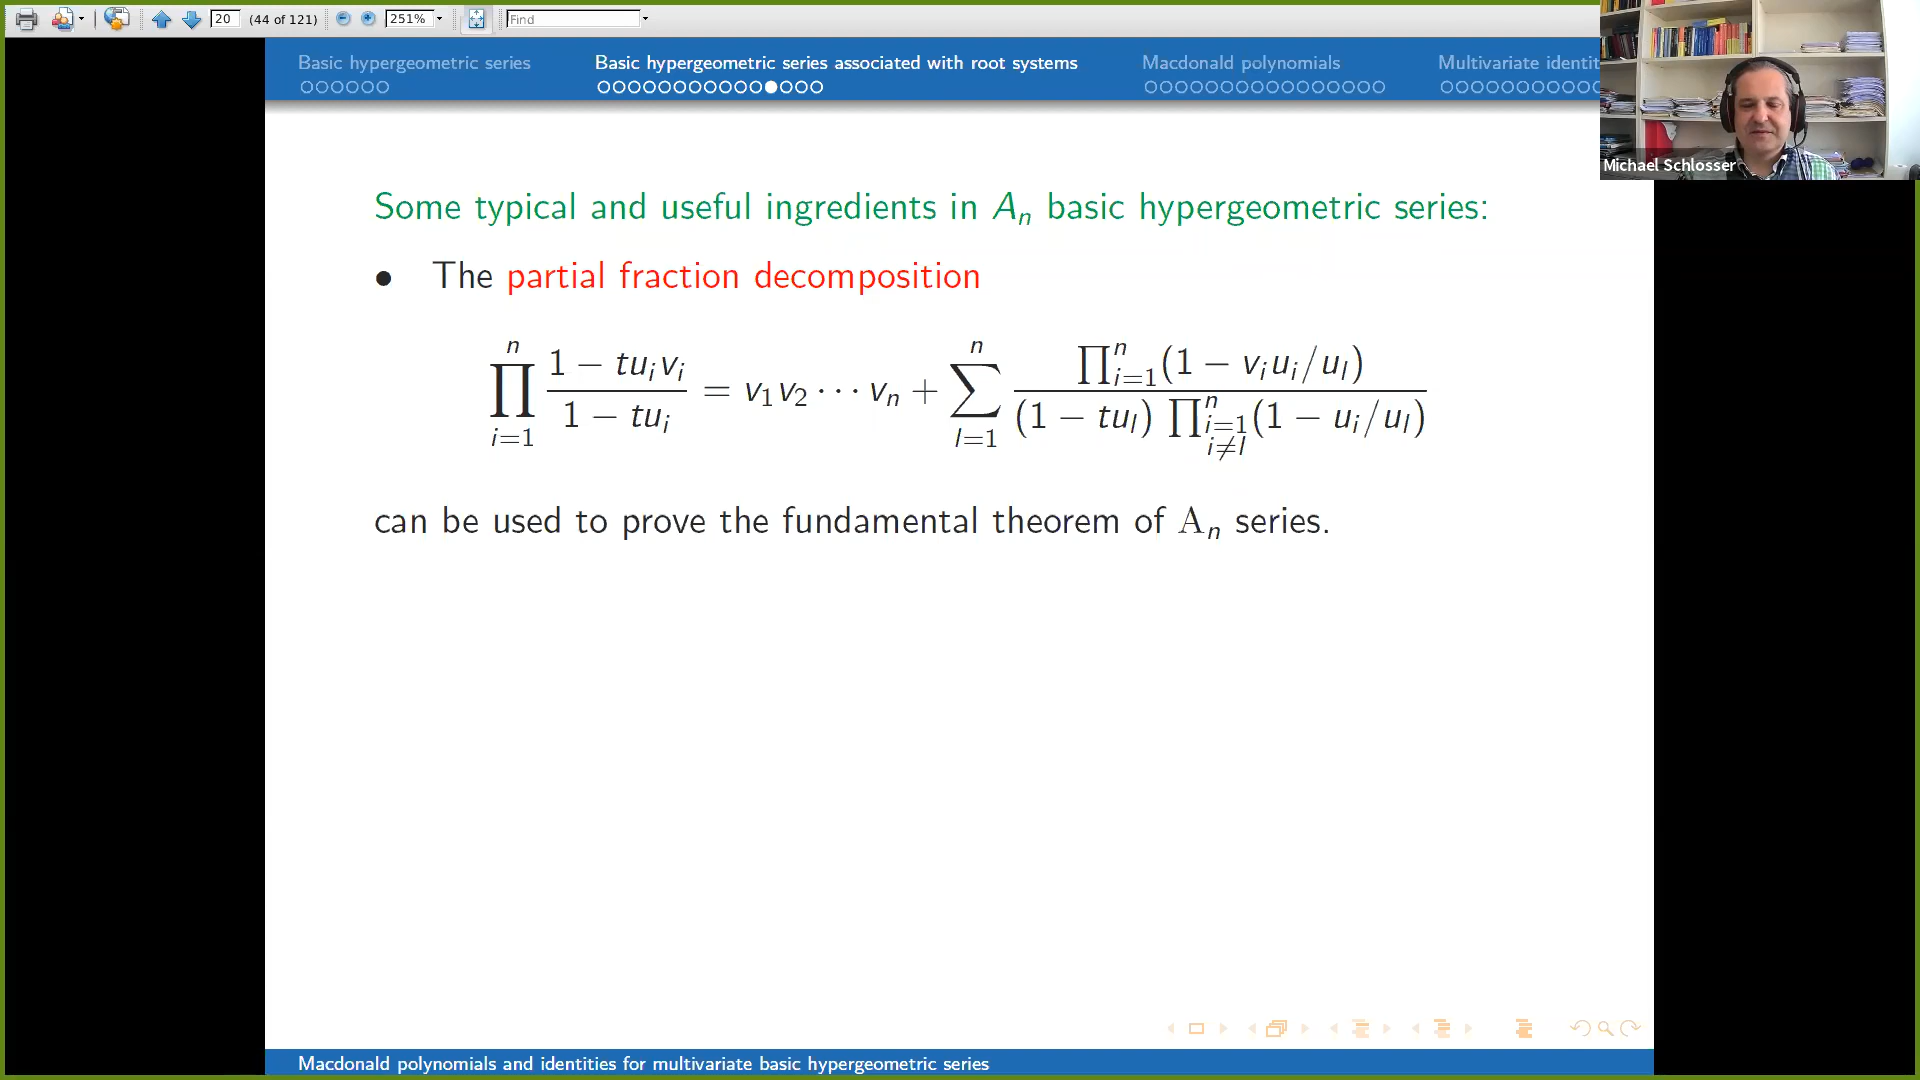 20 (44 of 121) 251% Find
Basic hypergeometric series Basic hypergeometric series associated with root systems Macdonald polynomials Multivariate identit
Michael Schlosser
Some typical and useful ingredients in Aₙ basic hypergeometric series:
• The partial fraction decomposition
∏_{i=1}^{n} (1 − tu_i v_i)/(1 − tu_i) = v_1 v_2 ⋯ v_n + ∑_{l=1}^{n} ∏_{i=1}^{n}(1 − v_i u_i/u_l) / ((1 − tu_l) ∏_{i=1, i≠l}^{n}(1 − u_i/u_l))
can be used to prove the fundamental theorem of Aₙ series.
Macdonald polynomials and identities for multivariate basic hypergeometric series